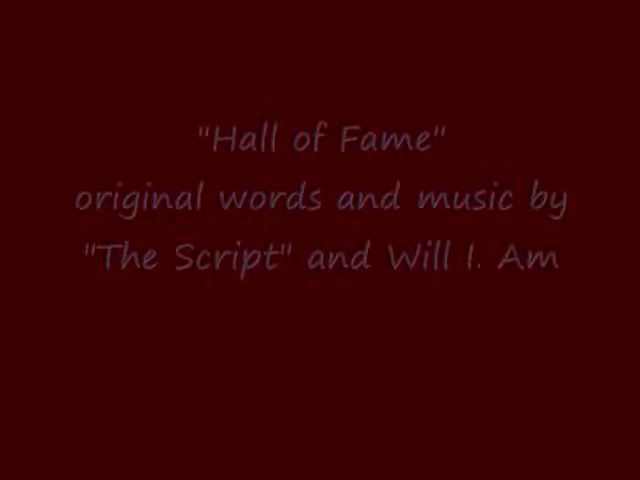 "Hall of Fame"
original words and music by
"The Script" and Will I. Am